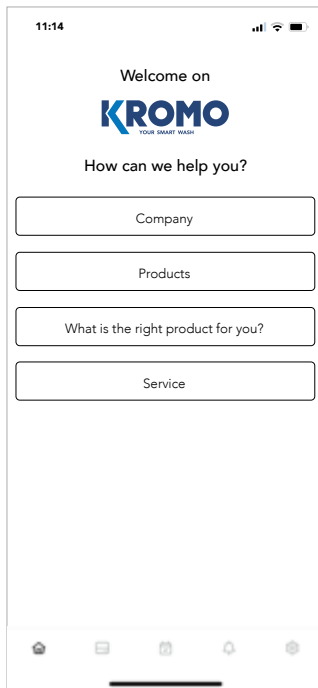 11:14
Welcome on
KROMO
YOUR SMART WASH
How can we help you?
Company
Products
What is the right product for you?
Service